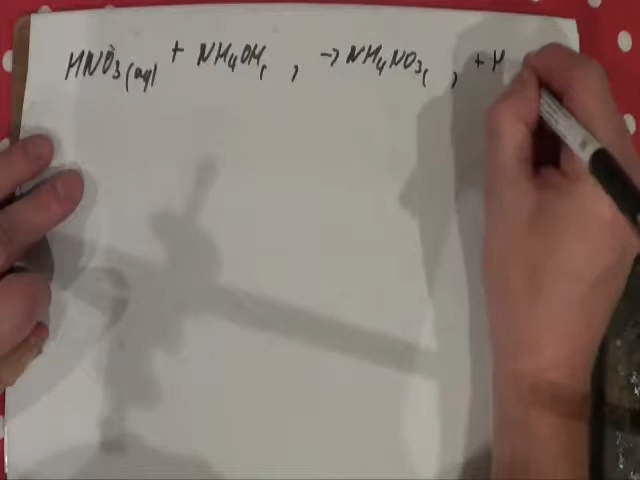 HNO3(aq) + NH4OH( ) → NH4NO3( ) + H